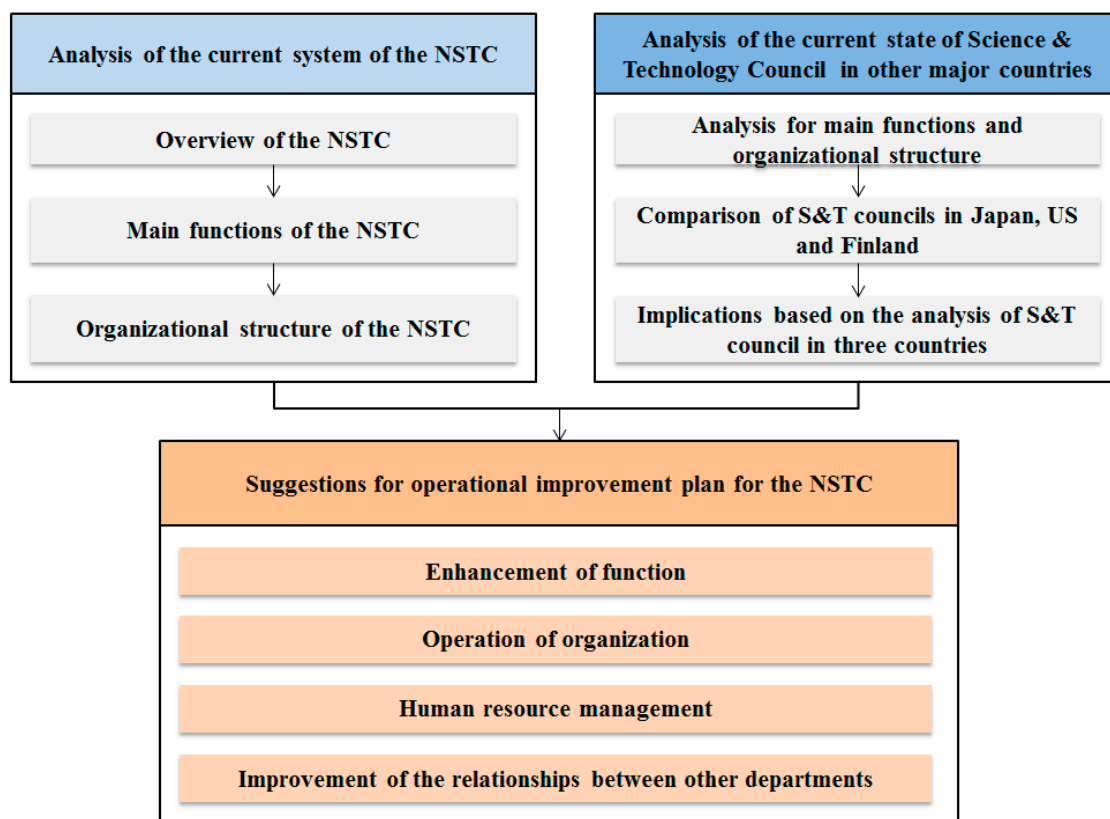 Analysis of the current system of the NSTC
Overview of the NSTC
Main functions of the NSTC
Organizational structure of the NSTC
Analysis of the current state of Science &
Technology Council in other major countries
Analysis for main functions and
organizational structure
Comparison of S&T councils in Japan, US
and Finland
Implications based on the analysis of S&T
council in three countries
Suggestions for operational improvement plan for the NSTC
Enhancement of function
Operation of organization
Human resource management
Improvement of the relationships between other departments